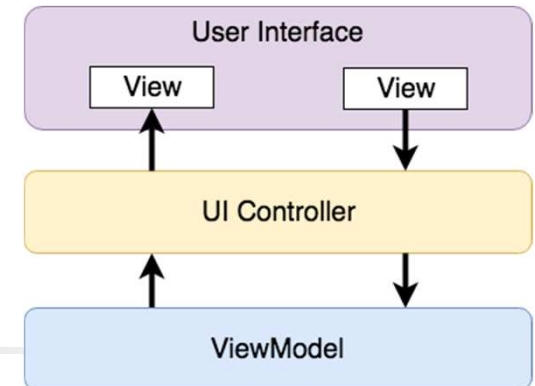 User Interface
View View
UI Controller
ViewModel